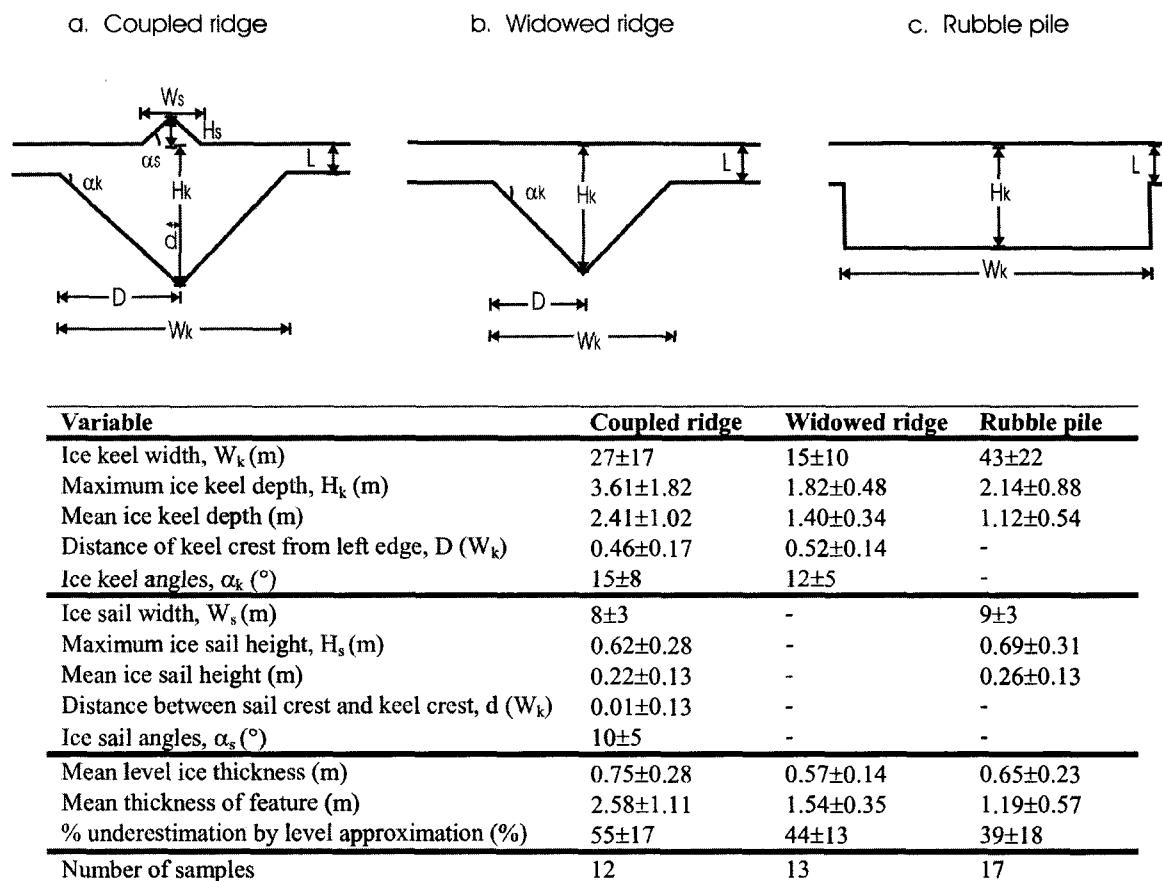 a. Coupled ridge
b. Widowed ridge
c. Rubble pile
Ws
Hs
αs
L
αk
Hk
d
D
Wk
L
αk
Hk
D
Wk
L
Hk
Wk
Variable Coupled ridge Widowed ridge Rubble pile
Ice keel width, Wk (m) 27±17 15±10 43±22
Maximum ice keel depth, Hk (m) 3.61±1.82 1.82±0.48 2.14±0.88
Mean ice keel depth (m) 2.41±1.02 1.40±0.34 1.12±0.54
Distance of keel crest from left edge, D (Wk) 0.46±0.17 0.52±0.14 -
Ice keel angles, αk (°) 15±8 12±5 -
Ice sail width, Ws (m) 8±3 - 9±3
Maximum ice sail height, Hs (m) 0.62±0.28 - 0.69±0.31
Mean ice sail height (m) 0.22±0.13 - 0.26±0.13
Distance between sail crest and keel crest, d (Wk) 0.01±0.13 - -
Ice sail angles, αs (°) 10±5 - -
Mean level ice thickness (m) 0.75±0.28 0.57±0.14 0.65±0.23
Mean thickness of feature (m) 2.58±1.11 1.54±0.35 1.19±0.57
% underestimation by level approximation (%) 55±17 44±13 39±18
Number of samples 12 13 17